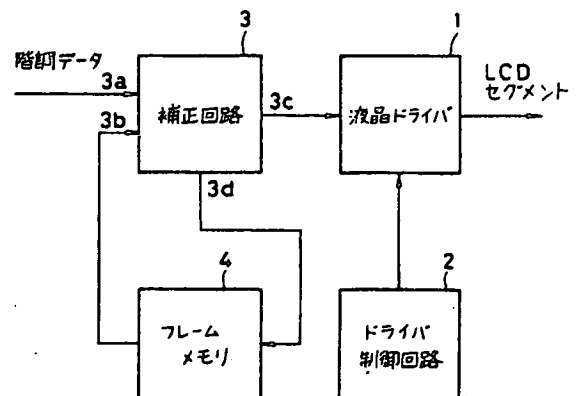 3
1
階調データ
3a
3b
補正回路
3c
液晶ドライバ
LCD
セグメント
3d
4
2
フレーム
メモリ
ドライバ
制御回路